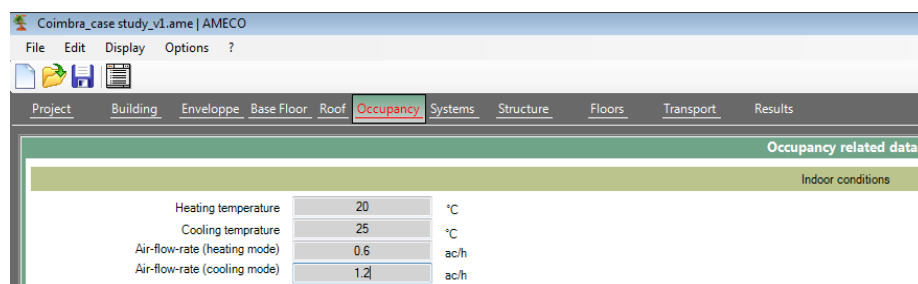 Coimbra_case study_v1.ame | AMECO
File Edit Display Options ?
Project Building Enveloppe Base Floor Roof Occupancy Systems Structure Floors Transport Results
Occupancy related data
Indoor conditions
Heating temperature 20 °C
Cooling temprature 25 °C
Air-flow-rate (heating mode) 0.6 ac/h
Air-flow-rate (cooling mode) 1.2 ac/h